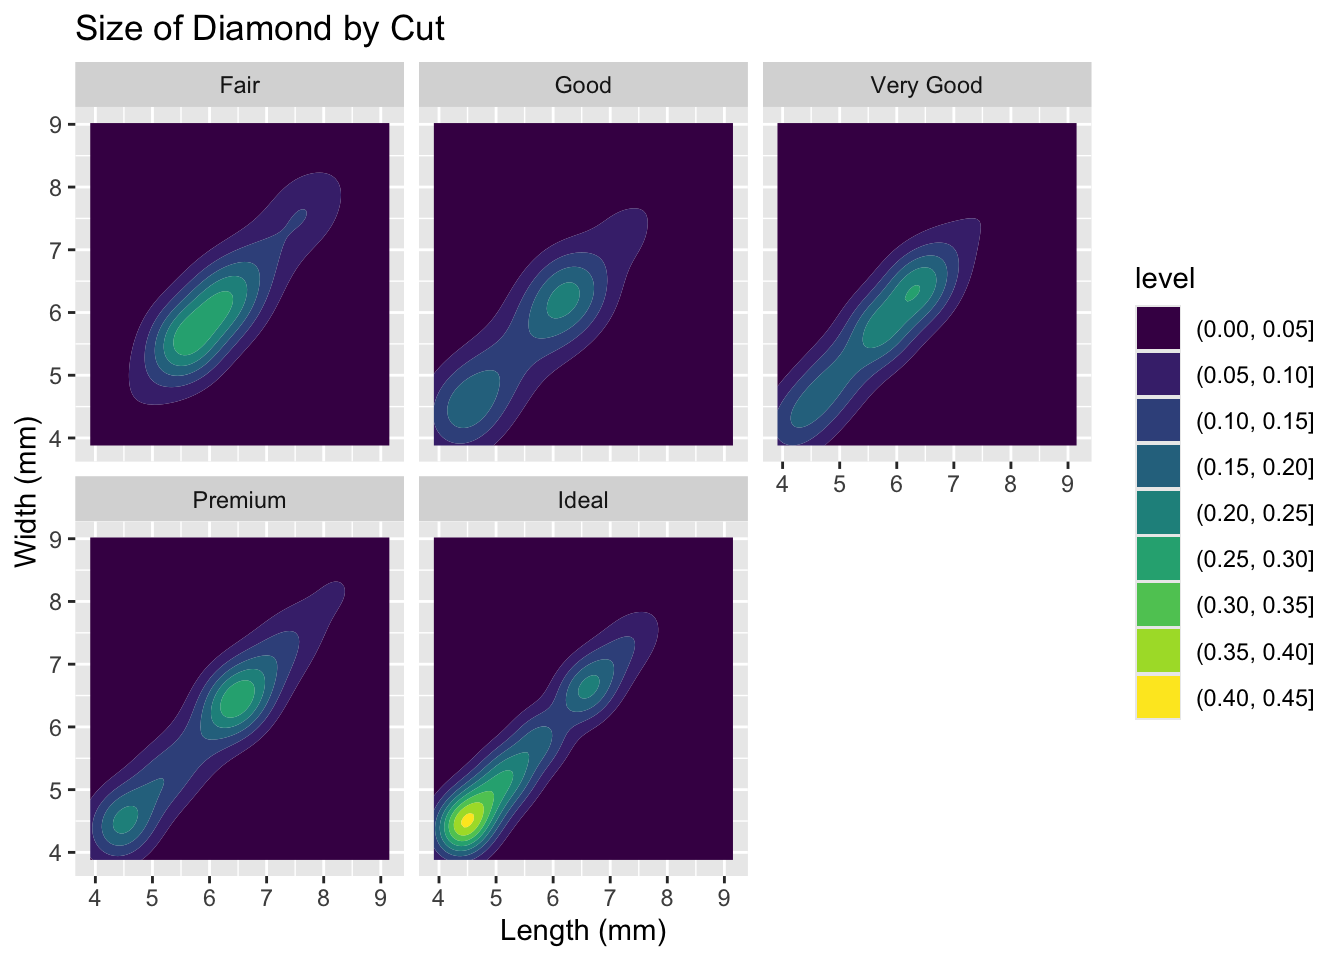 Size of Diamond by Cut
Fair
Good
Very Good
9
8
7
6
5
4
4 5 6 7 8 9
Premium
Ideal
9
8
7
6
5
4
4 5 6 7 8 9
4 5 6 7 8 9
Width (mm)
Length (mm)
level
(0.00, 0.05]
(0.05, 0.10]
(0.10, 0.15]
(0.15, 0.20]
(0.20, 0.25]
(0.25, 0.30]
(0.30, 0.35]
(0.35, 0.40]
(0.40, 0.45]